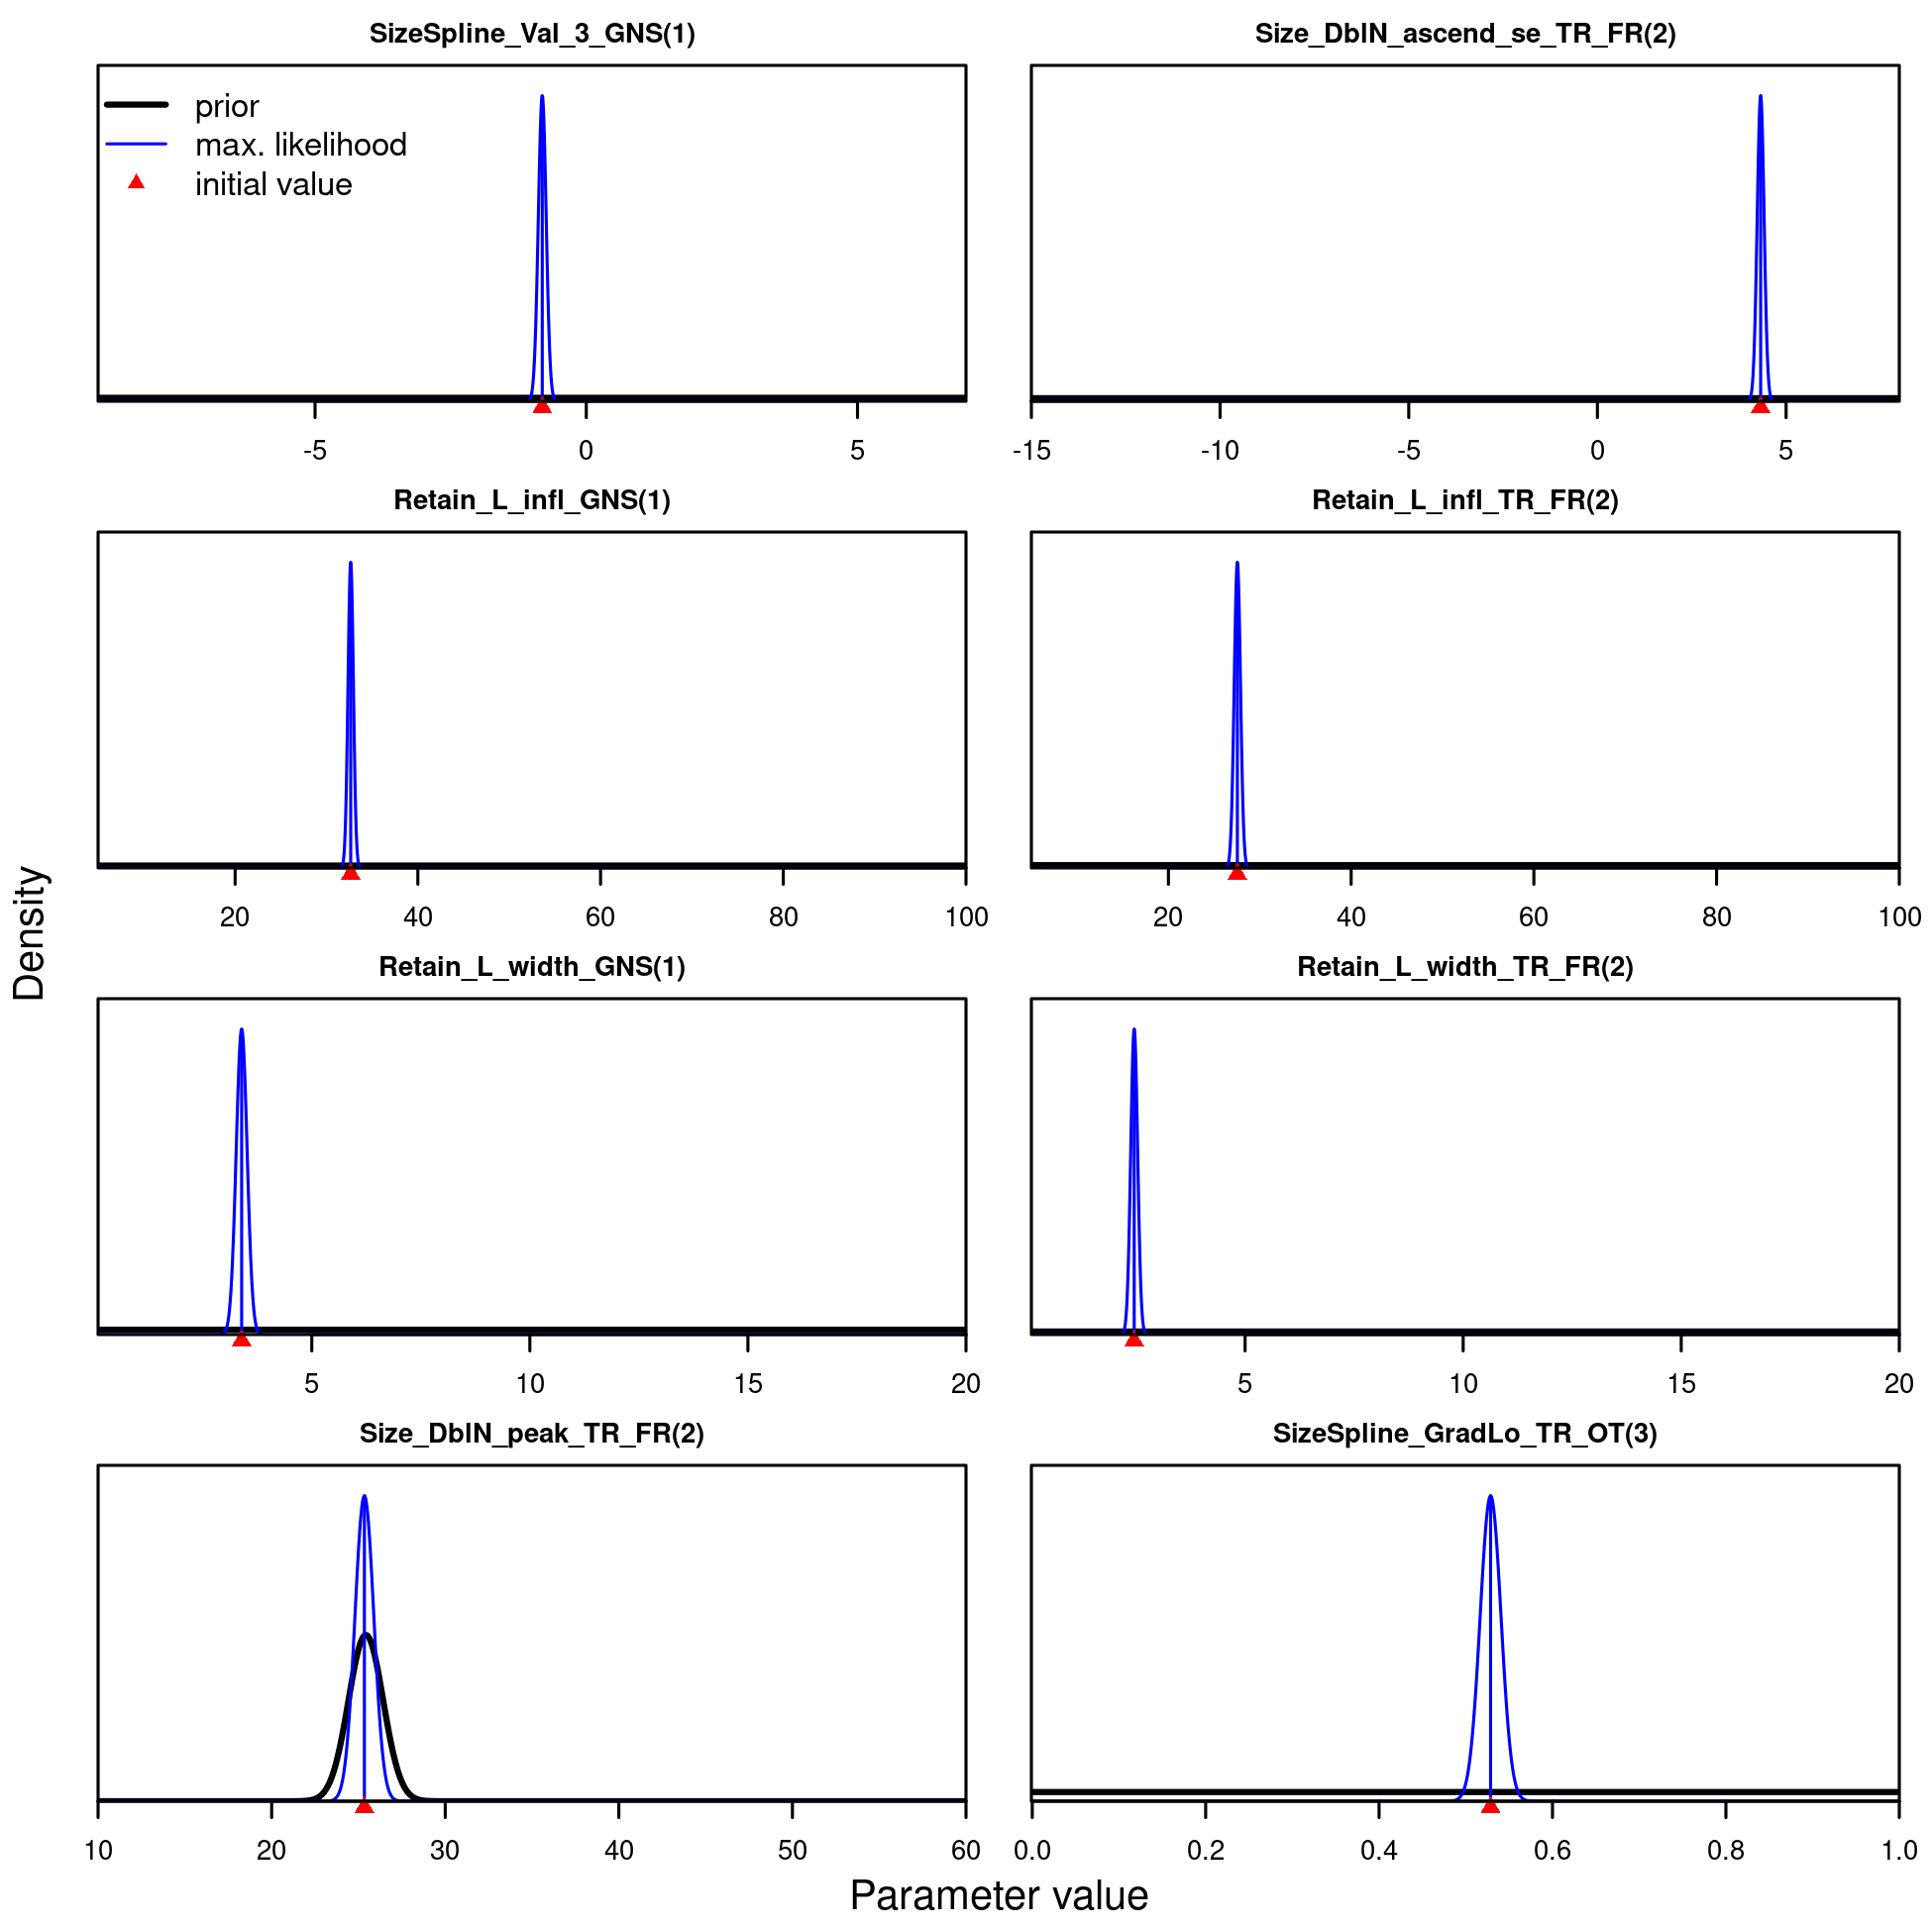 SizeSpline_Val_3_GNS(1)
Size_DblN_ascend_se_TR_FR(2)
prior
max. likelihood
initial value
-5 0 5
-15 -10 -5 0 5
Retain_L_infl_GNS(1)
Retain_L_infl_TR_FR(2)
20 40 60 80 100
20 40 60 80 100
Density
Retain_L_width_GNS(1)
Retain_L_width_TR_FR(2)
5 10 15 20
5 10 15 20
Size_DblN_peak_TR_FR(2)
SizeSpline_GradLo_TR_OT(3)
10 20 30 40 50 60
0.0 0.2 0.4 0.6 0.8 1.0
Parameter value